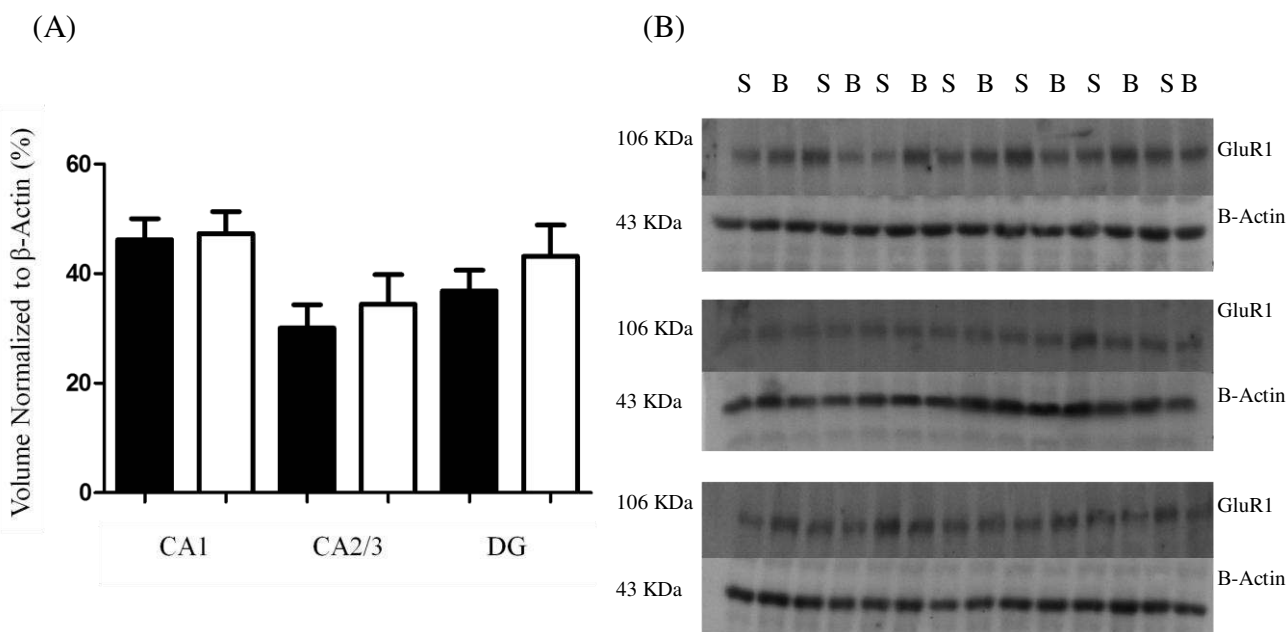 (A)
(B)
Volume Normalized to β-Actin (%)
60
40
20
0
CA1 CA2/3 DG
S B S B S B S B S B S B S B
106 KDa
GluR1
43 KDa
B-Actin
106 KDa
GluR1
43 KDa
B-Actin
106 KDa
GluR1
43 KDa
B-Actin